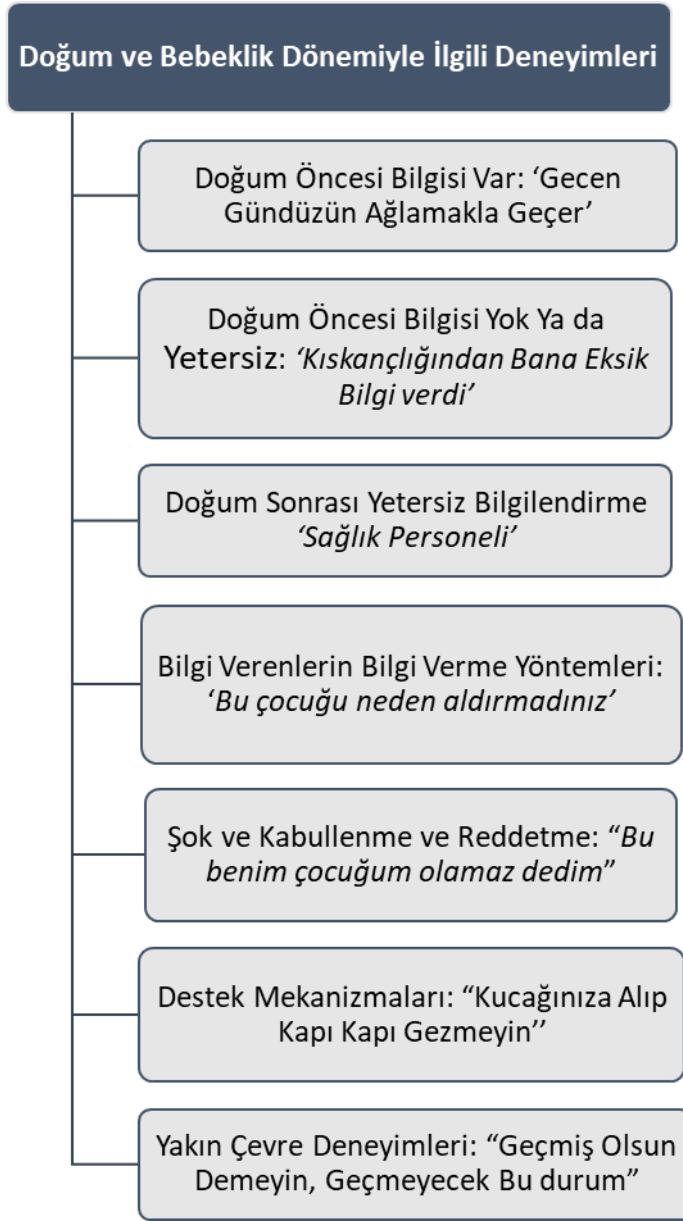 Doğum ve Bebeklik Dönemiyle İlgili Deneyimleri
Doğum Öncesi Bilgisi Var: ‘Gecen
Gündüzün Ağlamakla Geçer’
Doğum Öncesi Bilgisi Yok Ya da
Yetersiz: ‘Kıskançlığından Bana Eksik
Bilgi verdi’
Doğum Sonrası Yetersiz Bilgilendirme
‘Sağlık Personeli’
Bilgi Verenlerin Bilgi Verme Yöntemleri:
‘Bu çocuğu neden aldırmadınız’
Şok ve Kabullenme ve Reddetme: “Bu
benim çocuğum olamaz dedim”
Destek Mekanizmaları: “Kucağınıza Alıp
Kapı Kapı Gezmeyin’’
Yakın Çevre Deneyimleri: “Geçmiş Olsun
Demeyin, Geçmeyecek Bu durum”